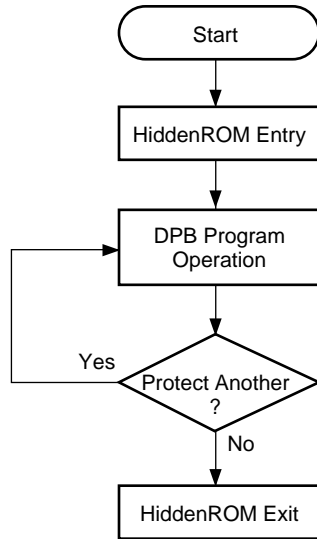 Start
HiddenROM Entry
DPB Program
Operation
Yes
Protect Another
?
No
HiddenROM Exit